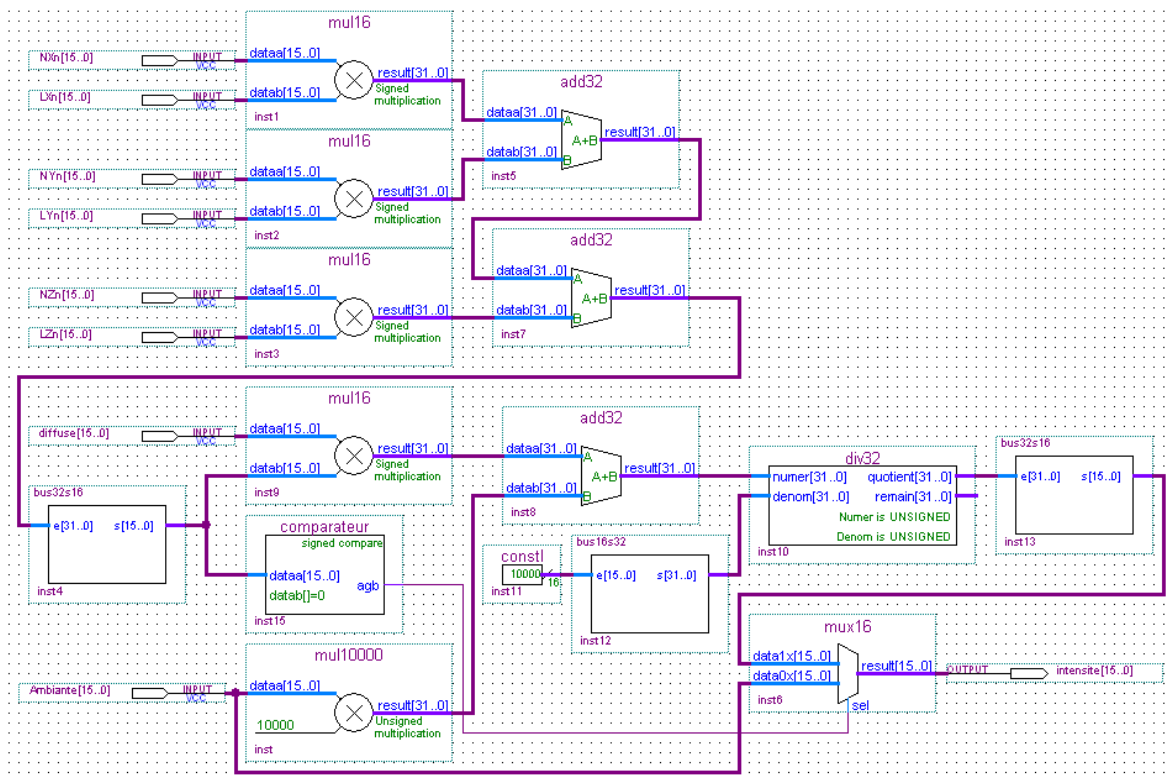 mul16
NXn[15..0] INPUT VCC dataa[15..0]
result[31..0]
Signed multiplication
LXn[15..0] INPUT VCC datab[15..0]
inst1
add32
dataa[31..0] A
A+B result[31..0]
datab[31..0] B
inst5
mul16
NYn[15..0] INPUT VCC dataa[15..0]
result[31..0]
Signed multiplication
LYn[15..0] INPUT VCC datab[15..0]
inst2
add32
dataa[31..0] A
A+B result[31..0]
datab[31..0] B
inst7
mul16
NZn[15..0] INPUT VCC dataa[15..0]
result[31..0]
Signed multiplication
LZn[15..0] INPUT VCC datab[15..0]
inst3
mul16
diffuse[15..0] INPUT VCC dataa[15..0]
result[31..0]
Signed multiplication
datab[15..0]
inst9
add32
dataa[31..0] A
A+B result[31..0]
datab[31..0] B
inst8
div32
numer[31..0] quotient[31..0]
denom[31..0] remain[31..0]
Numer is UNSIGNED
Denom is UNSIGNED
inst10
bus32s16
e[31..0] s[15..0]
inst13
bus32s16
e[31..0] s[15..0]
inst4
comparateur
signed compare
dataa[15..0]
agb
datab[]=0
inst15
constl
10000
16
inst11
bus16s32
e[15..0] s[31..0]
inst12
mul10000
Ambiante[15..0] INPUT VCC dataa[15..0]
result[31..0]
Unsigned multiplication
10000
inst
mux16
data1x[15..0]
result[15..0] OUTPUT intensite[15..0]
data0x[15..0]
sel
inst6